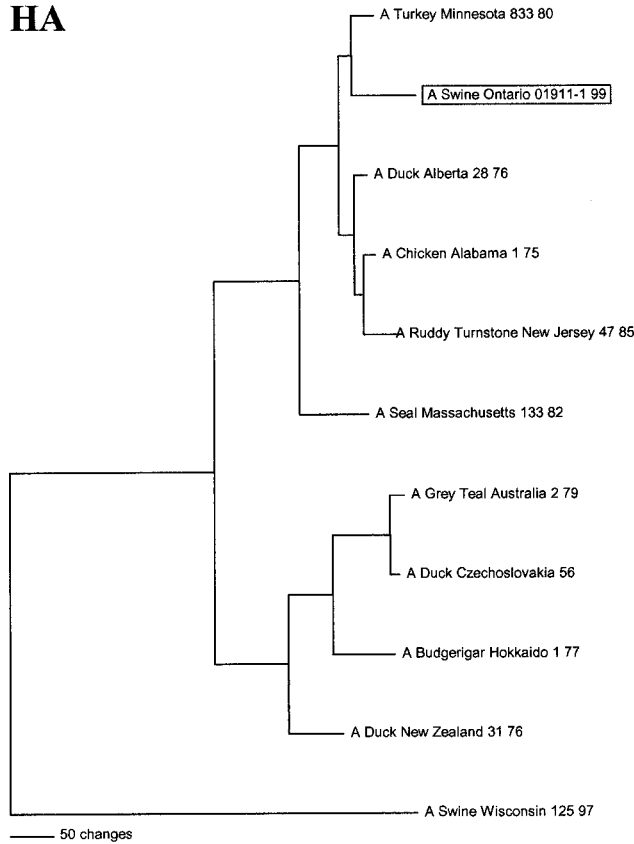 HA
A Turkey Minnesota 833 80
A Swine Ontario 01911-1 99
A Duck Alberta 28 76
A Chicken Alabama 1 75
A Ruddy Turnstone New Jersey 47 85
A Seal Massachusetts 133 82
A Grey Teal Australia 2 79
A Duck Czechoslovakia 56
A Budgerigar Hokkaido 1 77
A Duck New Zealand 31 76
A Swine Wisconsin 125 97
50 changes